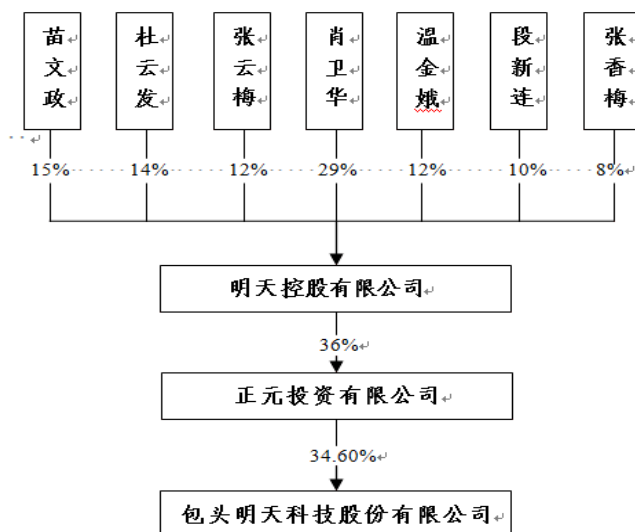 苗文政
杜云发
张云梅
肖卫华
温金娥
段新连
张香梅
15%
14%
12%
29%
12%
10%
8%
明天控股有限公司
36%
正元投资有限公司
34.60%
包头明天科技股份有限公司